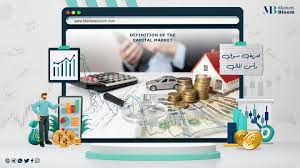 Markets
Bloom
www.Marketsbloom.com
DEFINITION OF THE
CAPITAL MARKET
تعريف سوق
رأس المال